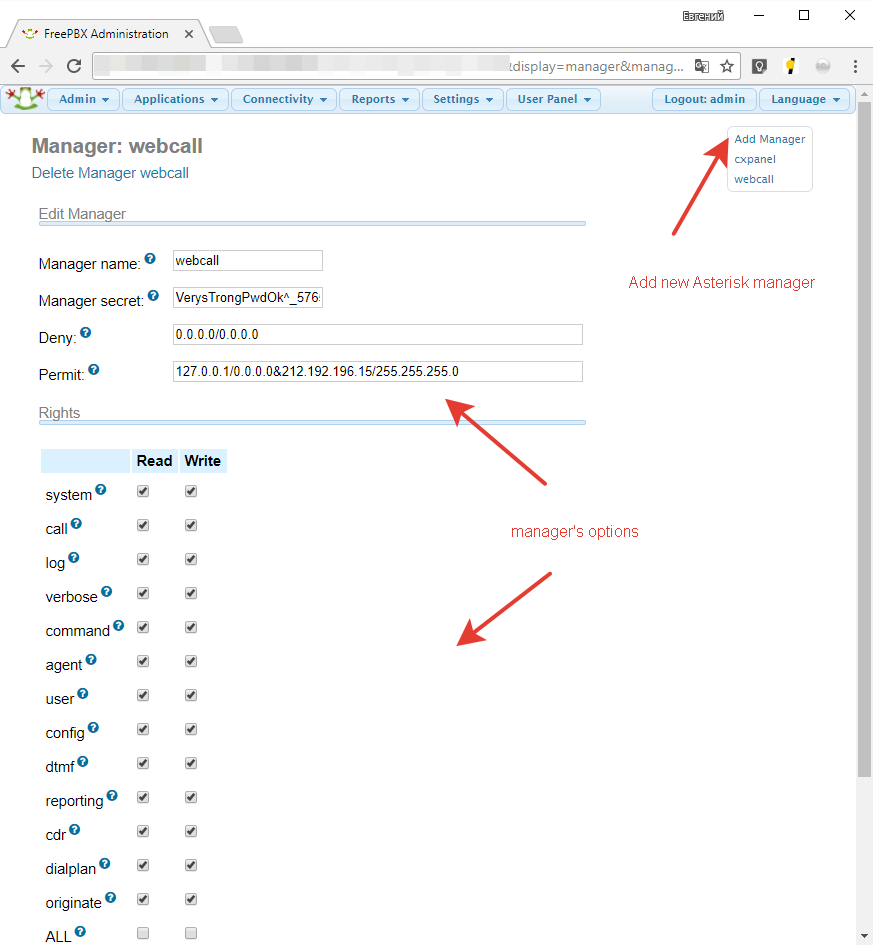 Евгений
FreePBX Administration
display=manager&manag...
Admin Applications Connectivity Reports Settings User Panel Logout: admin Language
Manager: webcall
Delete Manager webcall
Add Manager
cxpanel
webcall
Add new Asterisk manager
Edit Manager
Manager name: webcall
Manager secret: VerysTrongPwdOk^_576
Deny: 0.0.0.0/0.0.0.0
Permit: 127.0.0.1/0.0.0.0&212.192.196.15/255.255.255.0
Rights
manager's options
Read Write
system
call
log
verbose
command
agent
user
config
dtmf
reporting
cdr
dialplan
originate
ALL